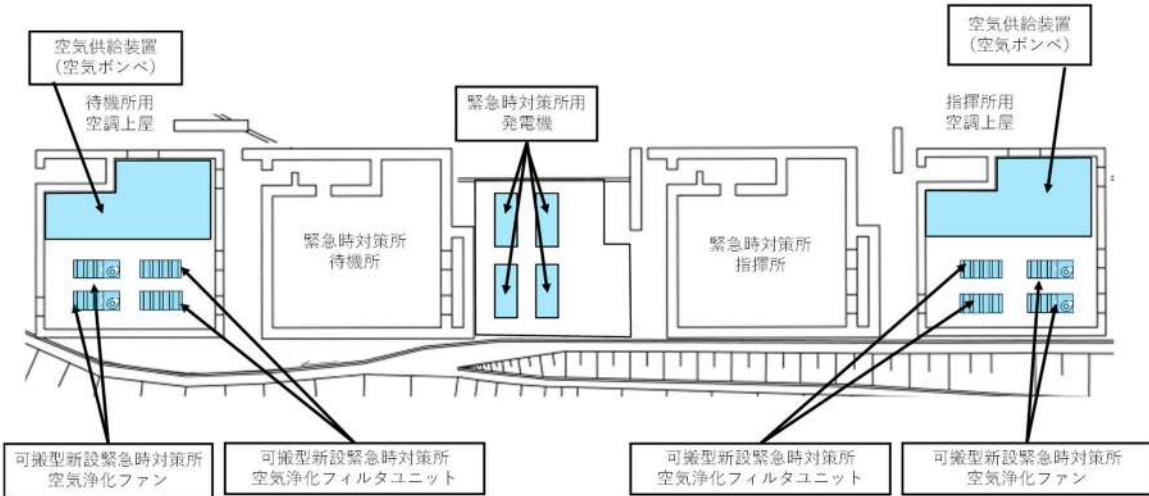 空気供給装置
（空気ボンベ）
空気供給装置
（空気ボンベ）
待機所用
空調上屋
緊急時対策所用
発電機
指揮所用
空調上屋
緊急時対策所
待機所
緊急時対策所
指揮所
可搬型新設緊急時対策所
空気浄化ファン
可搬型新設緊急時対策所
空気浄化フィルタユニット
可搬型新設緊急時対策所
空気浄化フィルタユニット
可搬型新設緊急時対策所
空気浄化ファン